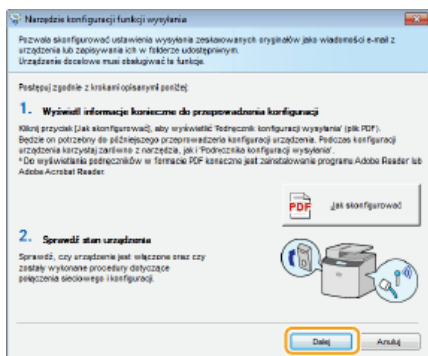 Narzędzie konfiguracji funkcji wysyłania
Pozwala skonfigurować ustawienia wysyłania zeskanowanych oryginałów jako wiadomości e-mail z
urządzenia lub zapisywania ich w folderze udostępnionym.
Urządzenie docelowe musi obsługiwać te funkcje.
Postępuj zgodnie z krokami opisanymi poniżej:
1. Wyświetl informacje konieczne do przeprowadzenia konfiguracji
Kliknij przycisk [Jak skonfigurować], aby wyświetlić 'Podręcznik konfiguracji wysyłania' (plik PDF).
Będzie on potrzebny do późniejszego przeprowadzenia konfiguracji urządzenia. Podczas konfiguracji
urządzenia korzystaj zarówno z narzędzia, jak i 'Podręcznika konfiguracji wysyłania'.
* Do wyświetlania podręczników w formacie PDF konieczne jest zainstalowanie programu Adobe Reader lub
Adobe Acrobat Reader.
PDF Jak skonfigurować
2. Sprawdź stan urządzenia
Sprawdź, czy urządzenie jest włączone oraz czy
zostały wykonane procedury dotyczące
połączenia sieciowego i konfiguracji.
Dalej Anuluj